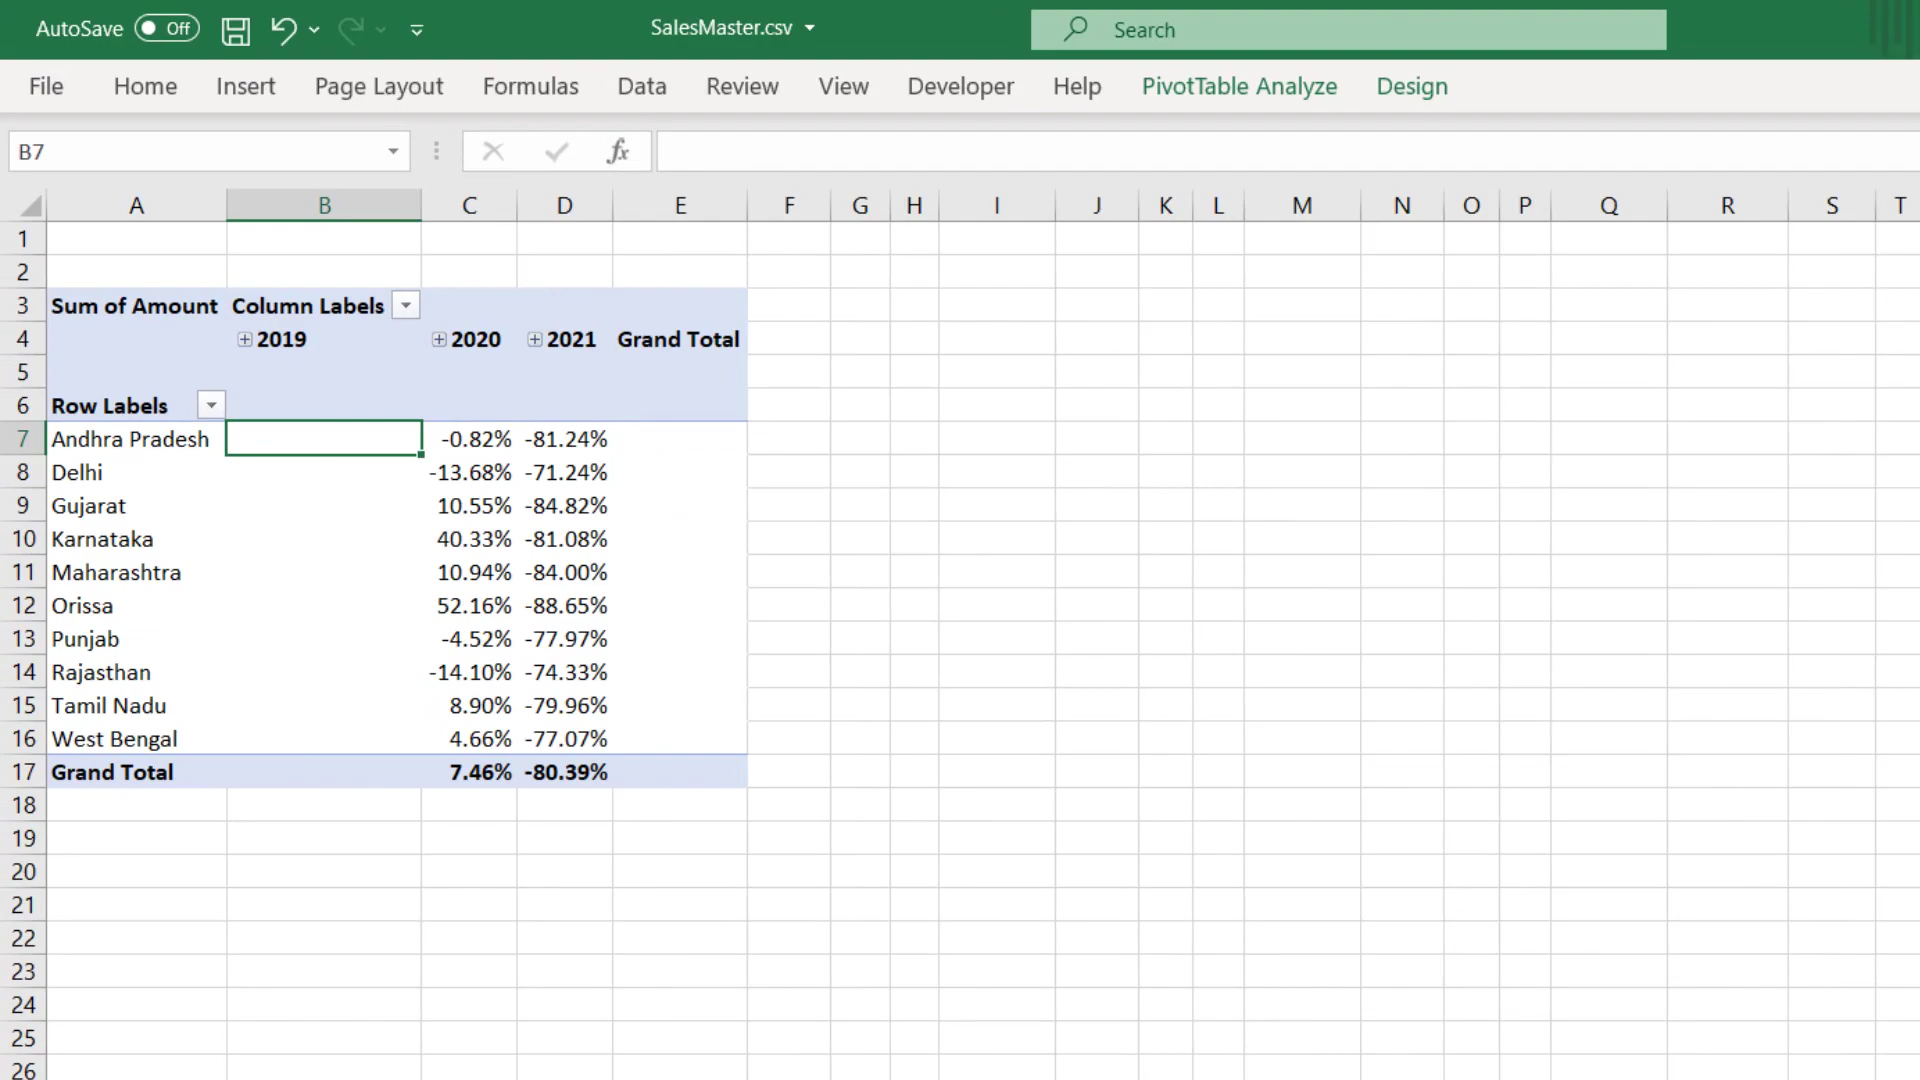 AutoSave Off SalesMaster.csv Search
File Home Insert Page Layout Formulas Data Review View Developer Help PivotTable Analyze Design
B7 fx
A B C D E F G H I J K L M N O P Q R S T
1
2
3 Sum of Amount Column Labels
4 2019 2020 2021 Grand Total
5
6 Row Labels
7 Andhra Pradesh -0.82% -81.24%
8 Delhi -13.68% -71.24%
9 Gujarat 10.55% -84.82%
10 Karnataka 40.33% -81.08%
11 Maharashtra 10.94% -84.00%
12 Orissa 52.16% -88.65%
13 Punjab -4.52% -77.97%
14 Rajasthan -14.10% -74.33%
15 Tamil Nadu 8.90% -79.96%
16 West Bengal 4.66% -77.07%
17 Grand Total 7.46% -80.39%
18
19
20
21
22
23
24
25
26